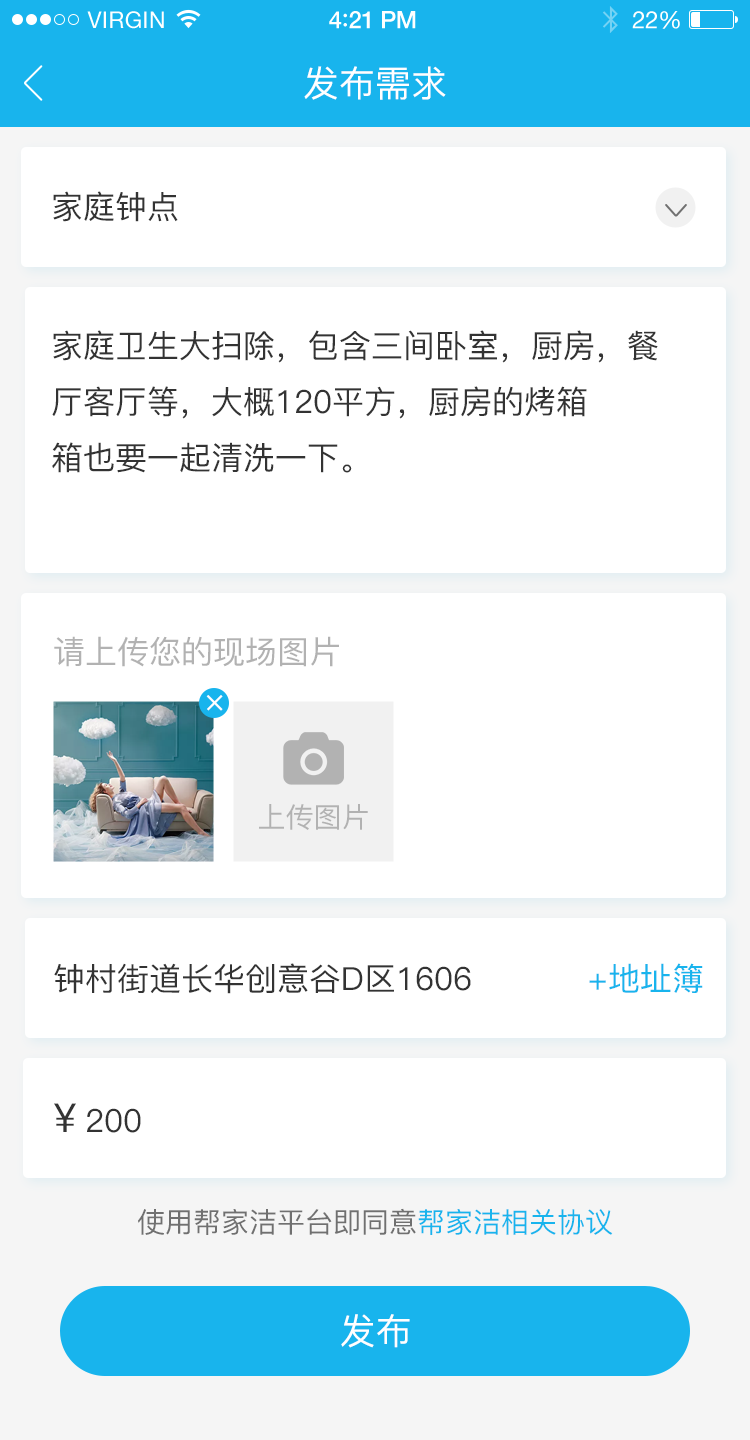 VIRGIN 4:21 PM 22%
发布需求
家庭钟点
家庭卫生大扫除，包含三间卧室，厨房，餐
厅客厅等，大概120平方，厨房的烤箱
箱也要一起清洗一下。
请上传您的现场图片
上传图片
钟村街道长华创意谷D区1606 +地址簿
¥ 200
使用帮家洁平台即同意帮家洁相关协议
发布